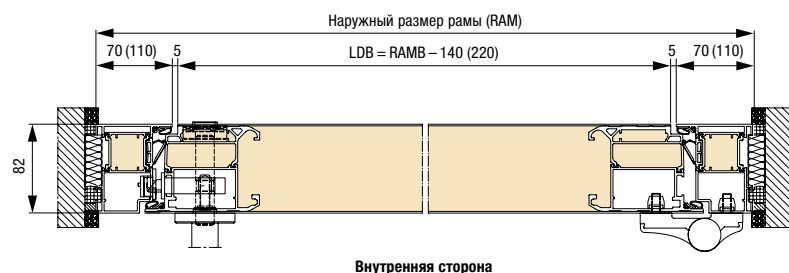 Наружный размер рамы (RAM)
70 (110) 5 LDB = RAMB – 140 (220) 5 70 (110)
82
Внутренняя сторона